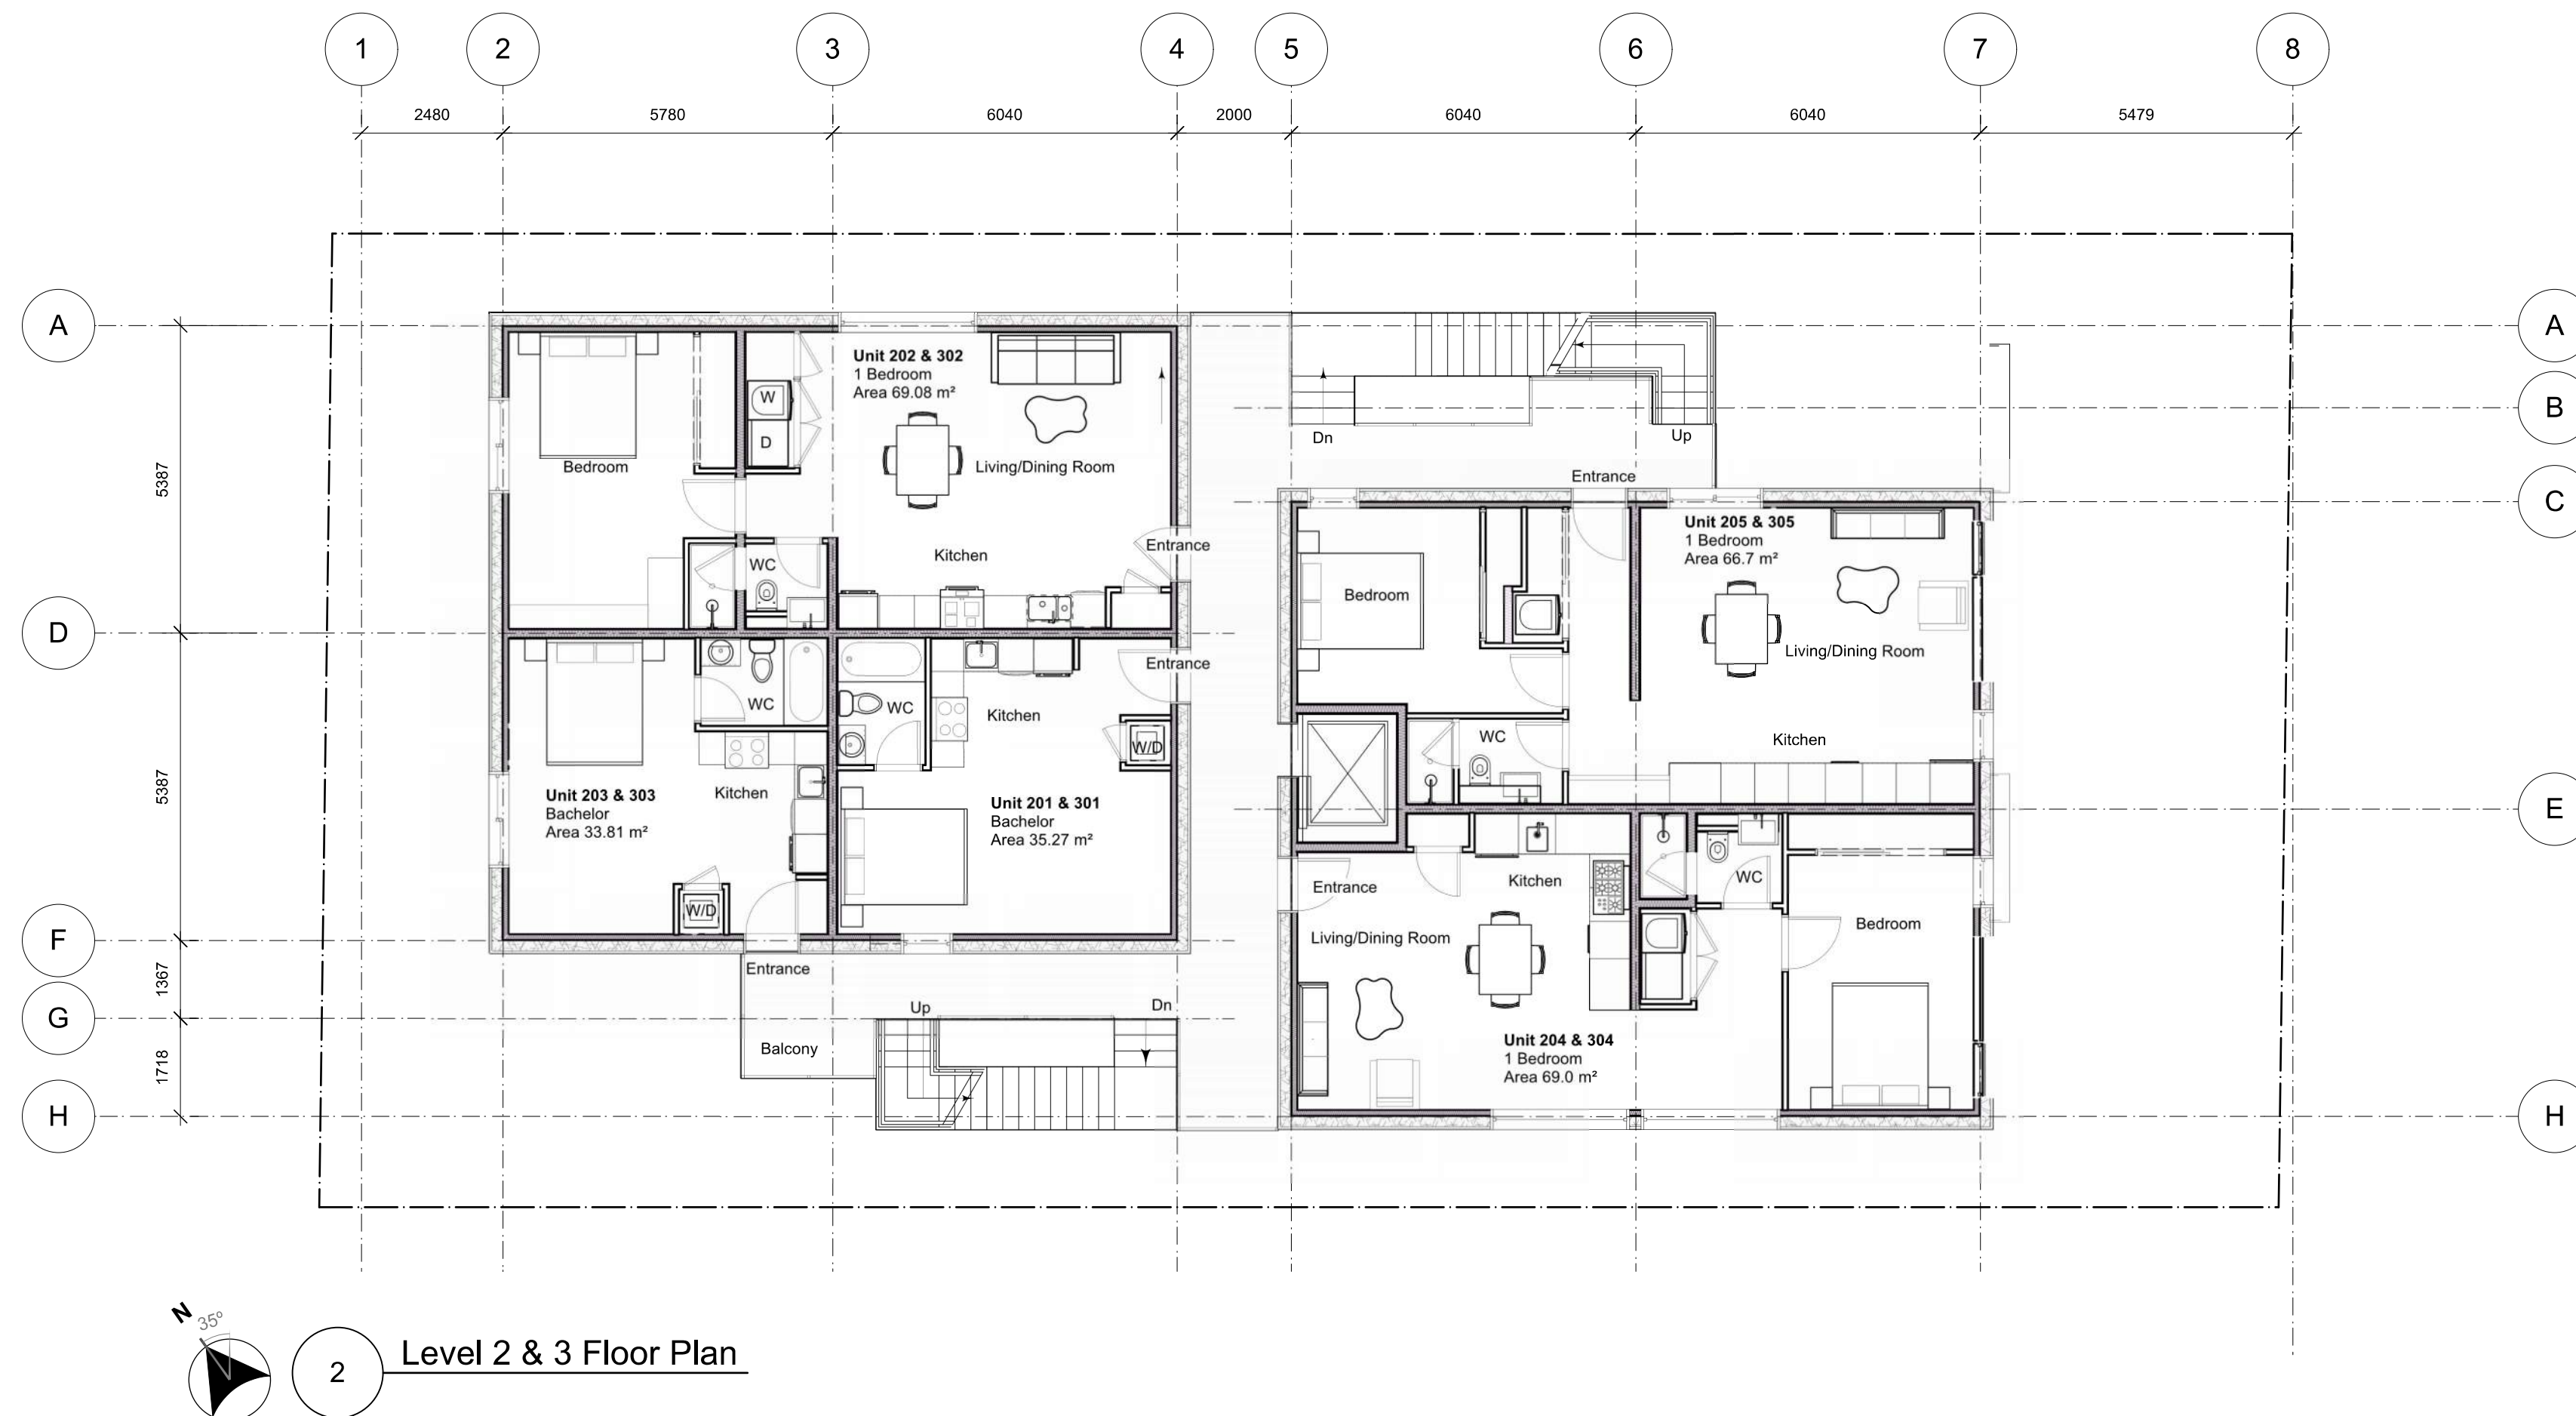 1 2 3 4 5 6 7 8
2480 5780 6040 2000 6040 6040 5479
A A
B
C
D
E
F
G
H H
5387
5387
1367
1718
Unit 202 & 302
1 Bedroom
Area 69.08 m²
W
D
Bedroom
Living/Dining Room
Kitchen
WC
Entrance
Entrance
WC
WC
Kitchen
W/D
Unit 203 & 303
Bachelor
Area 33.81 m²
Kitchen
W/D
Unit 201 & 301
Bachelor
Area 35.27 m²
Entrance
Balcony
Up
Dn
Dn
Up
Entrance
Unit 205 & 305
1 Bedroom
Area 66.7 m²
Bedroom
Living/Dining Room
WC
Kitchen
Entrance
Kitchen
WC
Living/Dining Room
Bedroom
Unit 204 & 304
1 Bedroom
Area 69.0 m²
N
35º
2
Level 2 & 3 Floor Plan